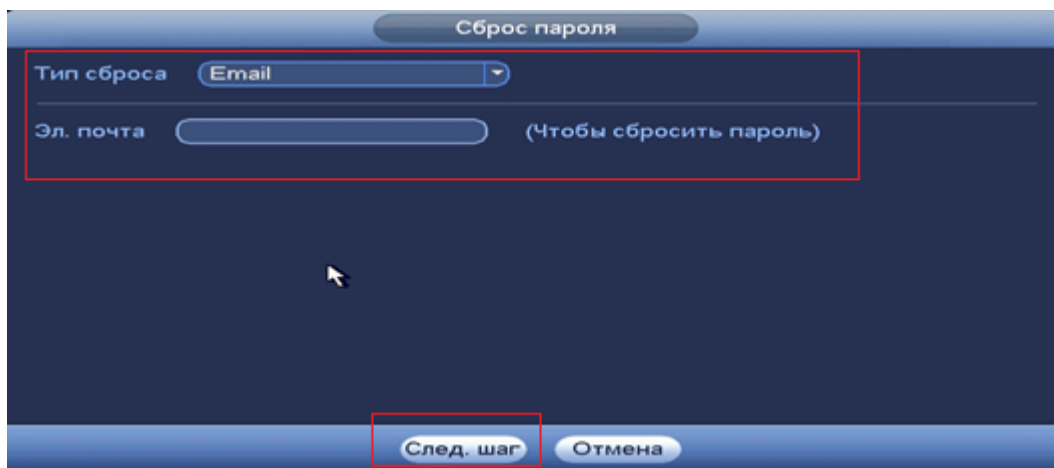 Сброс пароля
Тип сброса Email
Эл. почта (Чтобы сбросить пароль)
След. шаг Отмена